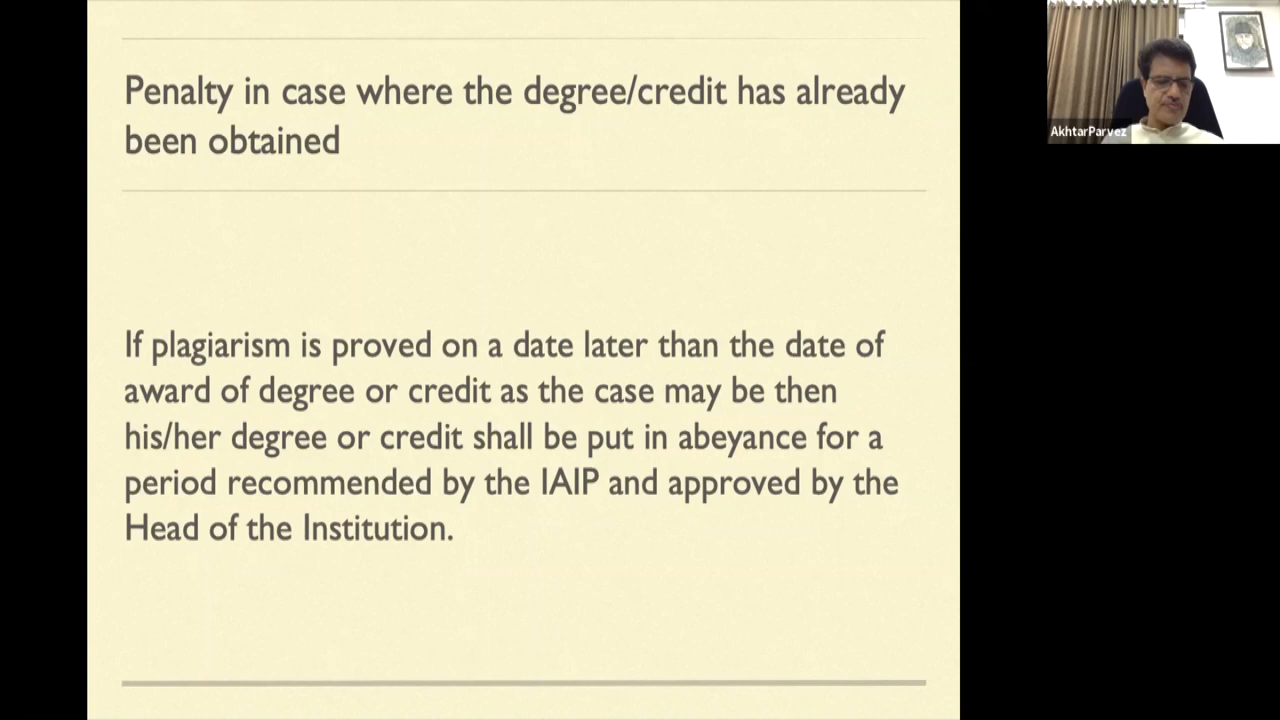 Penalty in case where the degree/credit has already
been obtained
If plagiarism is proved on a date later than the date of
award of degree or credit as the case may be then
his/her degree or credit shall be put in abeyance for a
period recommended by the IAIP and approved by the
Head of the Institution.
AkhtarParvez